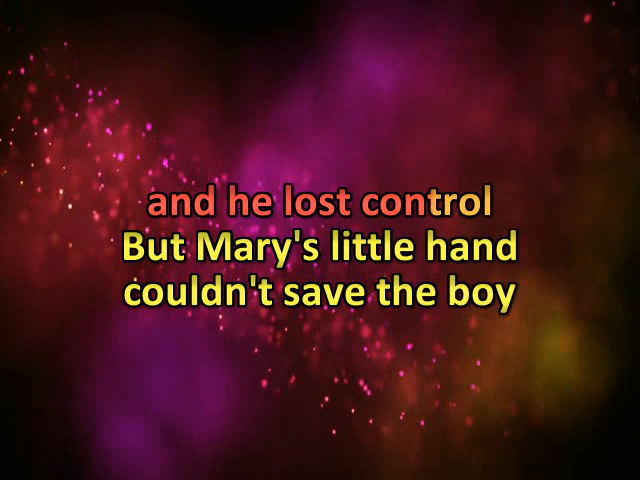 and he lost control
But Mary's little hand
couldn't save the boy